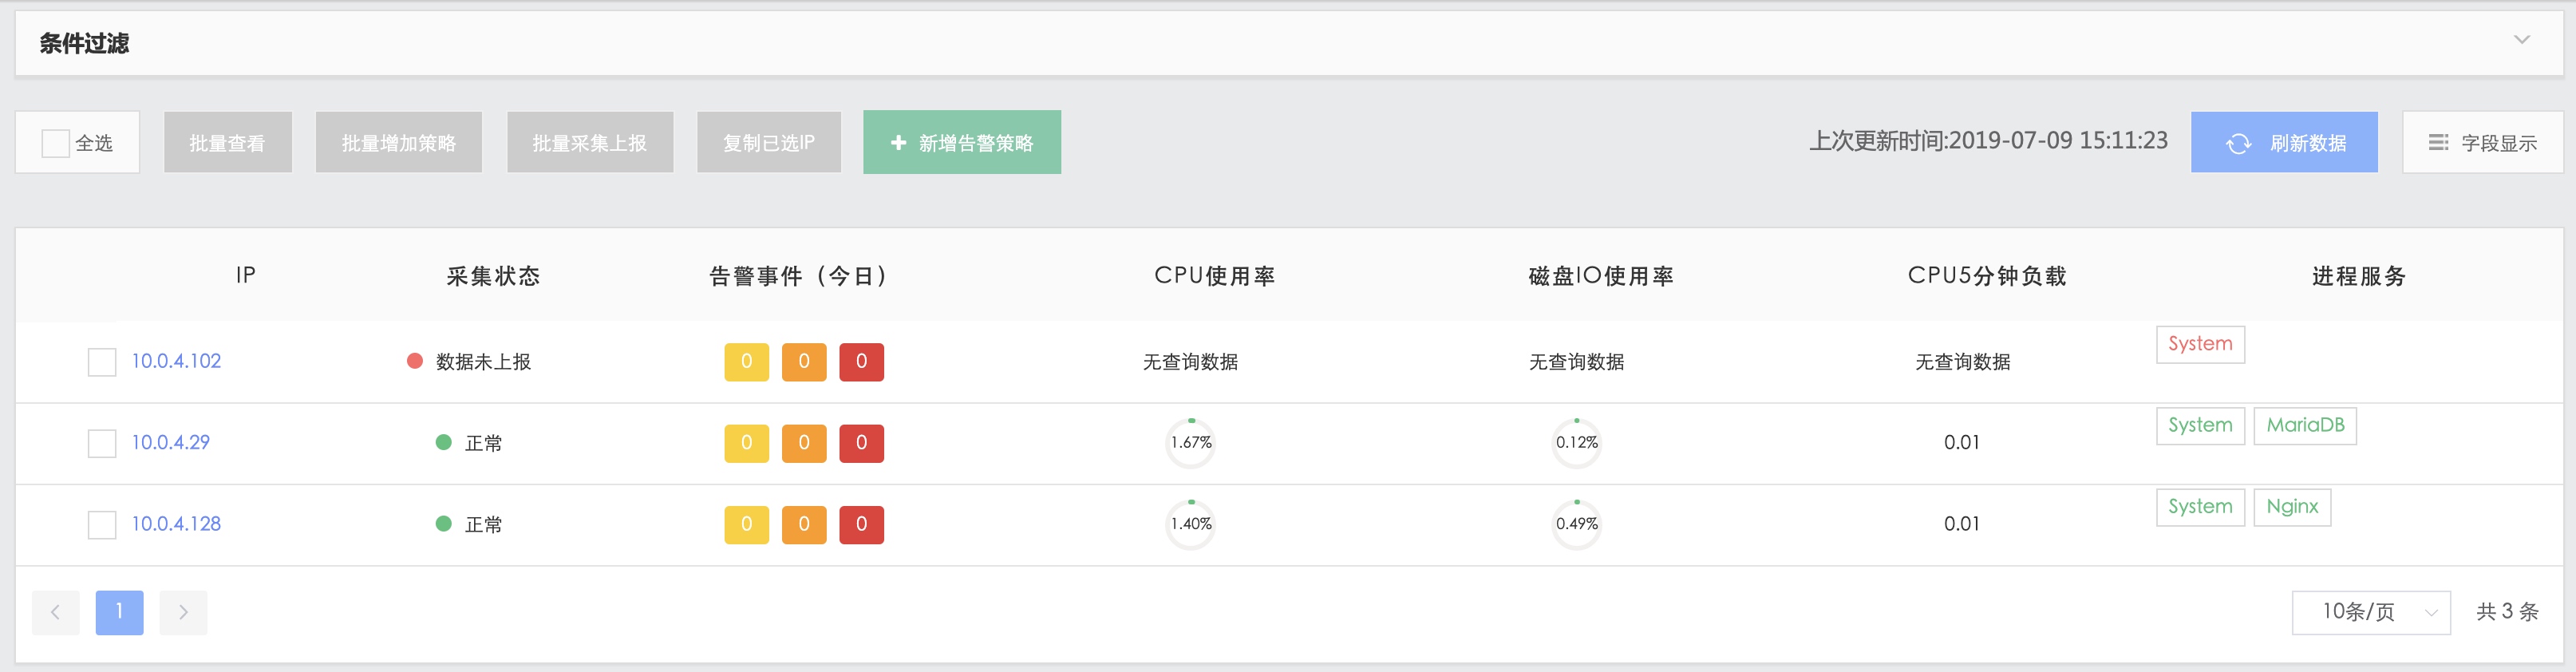 条件过滤
全选 批量查看 批量增加策略 批量采集上报 复制已选IP 新增告警策略 上次更新时间:2019-07-09 15:11:23 刷新数据 字段显示
IP 采集状态 告警事件（今日） CPU使用率 磁盘IO使用率 CPU5分钟负载 进程服务
10.0.4.102 数据未上报 0 0 0 无查询数据 无查询数据 无查询数据 System
10.0.4.29 正常 0 0 0 1.67% 0.12% 0.01 System MariaDB
10.0.4.128 正常 0 0 0 1.40% 0.49% 0.01 System Nginx
1 10条/页 共 3 条